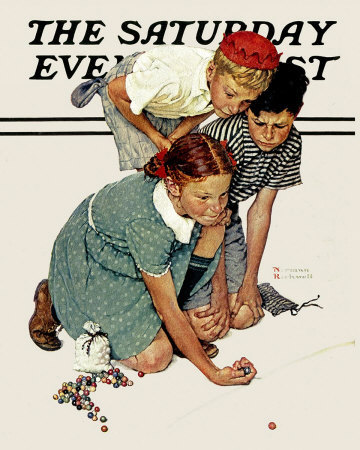 THE SATURDAY
EVE ST
Norman
Rockwell